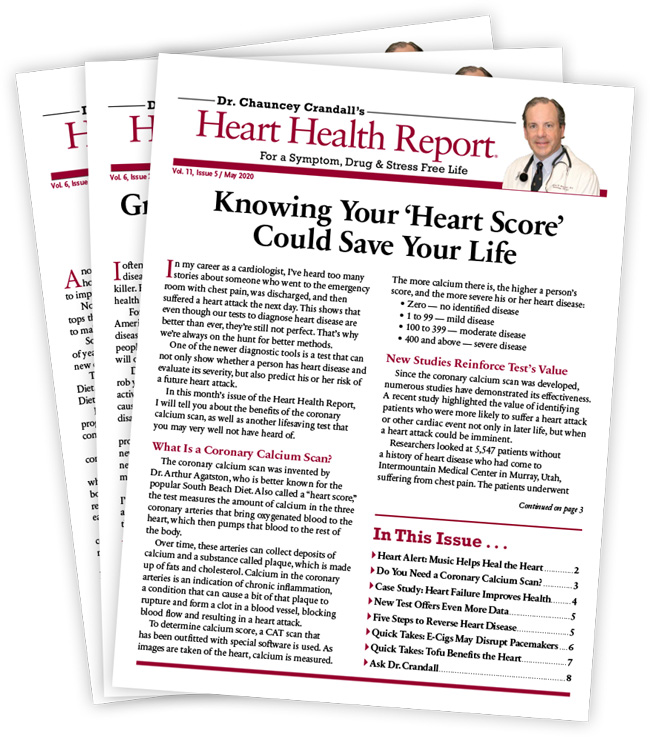 Dr. Chauncey Crandall's
Heart Health Report®
For a Symptom, Drug & Stress Free Life
Vol. 11, Issue 5 / May 2020
Knowing Your ‘Heart Score’
Could Save Your Life
In my career as a cardiologist, I've heard too many
stories about someone who went to the emergency
room with chest pain, was discharged, and then
suffered a heart attack the next day. This shows that
even though our tests to diagnose heart disease are
better than ever, they're still not perfect. That's why
we're always on the hunt for better methods.
One of the newer diagnostic tools is a test that can
not only show whether a person has heart disease and
evaluate its severity, but also predict his or her risk of
a future heart attack.
In this month's issue of the Heart Health Report,
I will tell you about the benefits of the coronary
calcium scan, as well as another lifesaving test that
you may very well not have heard of.
What Is a Coronary Calcium Scan?
The coronary calcium scan was invented by
Dr. Arthur Agatston, who is better known for the
popular South Beach Diet. Also called a “heart score,”
the test measures the amount of calcium in the three
coronary arteries that bring oxygenated blood to the
heart, which then pumps that blood to the rest of
the body.
Over time, these arteries can collect deposits of
calcium and a substance called plaque, which is made
up of fats and cholesterol. Calcium in the coronary
arteries is an indication of chronic inflammation,
a condition that can cause a bit of that plaque to
rupture and form a clot in a blood vessel, blocking
blood flow and resulting in a heart attack.
To determine calcium score, a CAT scan that
has been outfitted with special software is used. As
images are taken of the heart, calcium is measured.
The more calcium there is, the higher a person's
score, and the more severe his or her heart disease:
• Zero — no identified disease
• 1 to 99 — mild disease
• 100 to 399 — moderate disease
• 400 and above — severe disease
New Studies Reinforce Test's Value
Since the coronary calcium scan was developed,
numerous studies have demonstrated its effectiveness.
A recent study highlighted the value of identifying
patients who were more likely to suffer a heart attack
or other cardiac event not only in later life, but when
a heart attack could be imminent.
Researchers looked at 5,547 patients without
a history of heart disease who had come to
Intermountain Medical Center in Murray, Utah,
suffering from chest pain. The patients underwent
Continued on page 3
In This Issue . . .
Heart Alert: Music Helps Heal the Heart............2
Do You Need a Coronary Calcium Scan?............3
Case Study: Heart Failure Improves Health........4
New Test Offers Even More Data........................5
Five Steps to Reverse Heart Disease..................5
Quick Takes: E-Cigs May Disrupt Pacemakers....6
Quick Takes: Tofu Benefits the Heart.................7
Ask Dr. Crandall.................................................8